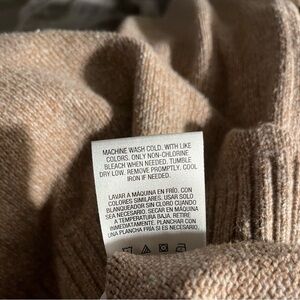 MACHINE WASH COLD. WITH LIKE
COLORS. ONLY NON-CHLORINE
BLEACH WHEN NEEDED. TUMBLE
DRY LOW. REMOVE PROMPTLY. COOL
IRON IF NEEDED.
LAVAR A MÁQUINA EN FRÍO. CON
COLORES SIMILARES. USAR SOLO
BLANQUEADOR SIN CLORO CUANDO
SEA NECESARIO. SECAR EN MÁQUINA
A TEMPERATURA BAJA. RETIRE
INMEDIATAMENTE. PLANCHAR CON
UNA PLANCHA FRÍA SI ES NECESARIO.